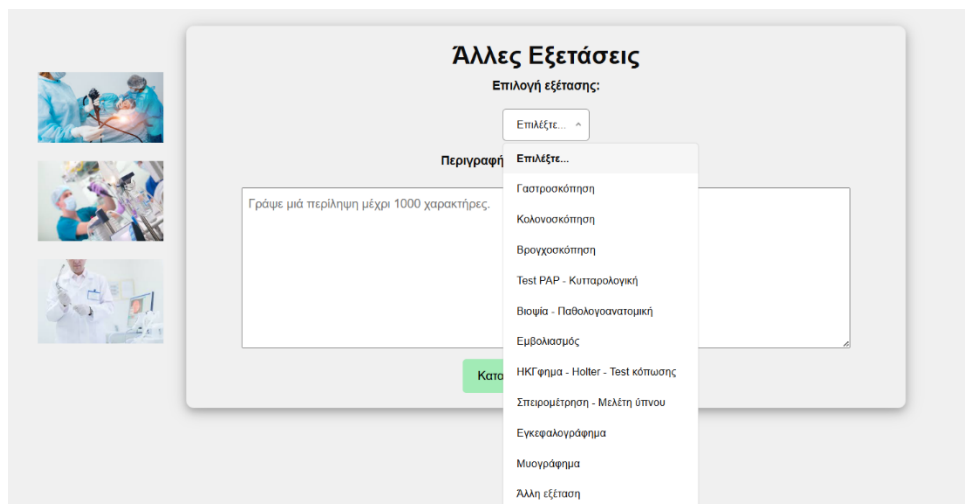 Άλλες Εξετάσεις
Επιλογή εξέτασης:
Επιλέξτε...
Περιγραφή
Γράψε μιά περίληψη μέχρι 1000 χαρακτήρες.
Επιλέξτε...
Γαστροσκόπηση
Κολονοσκόπηση
Βρογχοσκόπηση
Test PAP - Κυτταρολογική
Βιοψία - Παθολογοανατομική
Εμβολιασμός
ΗΚΓφημα - Holter - Test κόπωσης
Σπειρομέτρηση - Μελέτη ύπνου
Εγκεφαλογράφημα
Μυογράφημα
Άλλη εξέταση